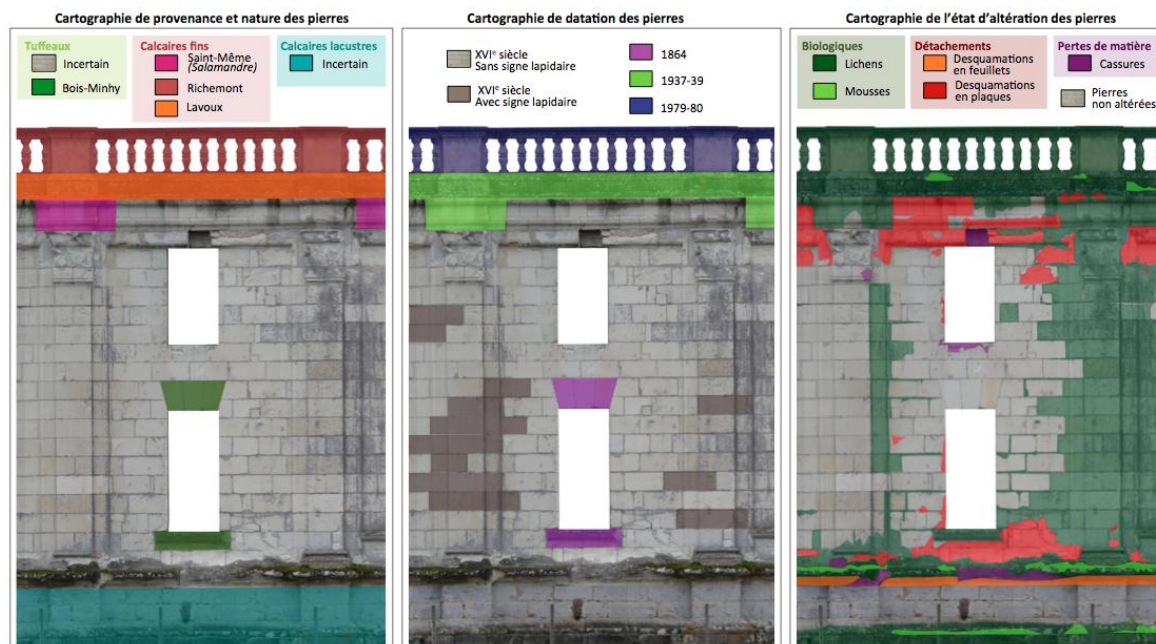 Cartographie de provenance et nature des pierres
Tuffeaux
Incertain
Bois-Minhy
Calcaires fins
Saint-Même
(Salamandre)
Richemont
Lavoux
Calcaires lacustres
Incertain
Cartographie de datation des pierres
XVIᵉ siècle
Sans signe lapidaire
XVIᵉ siècle
Avec signe lapidaire
1864
1937-39
1979-80
Cartographie de l'état d'altération des pierres
Biologiques
Lichens
Mousses
Détachements
Desquamations
en feuillets
Desquamations
en plaques
Pertes de matière
Cassures
Pierres
non altérées